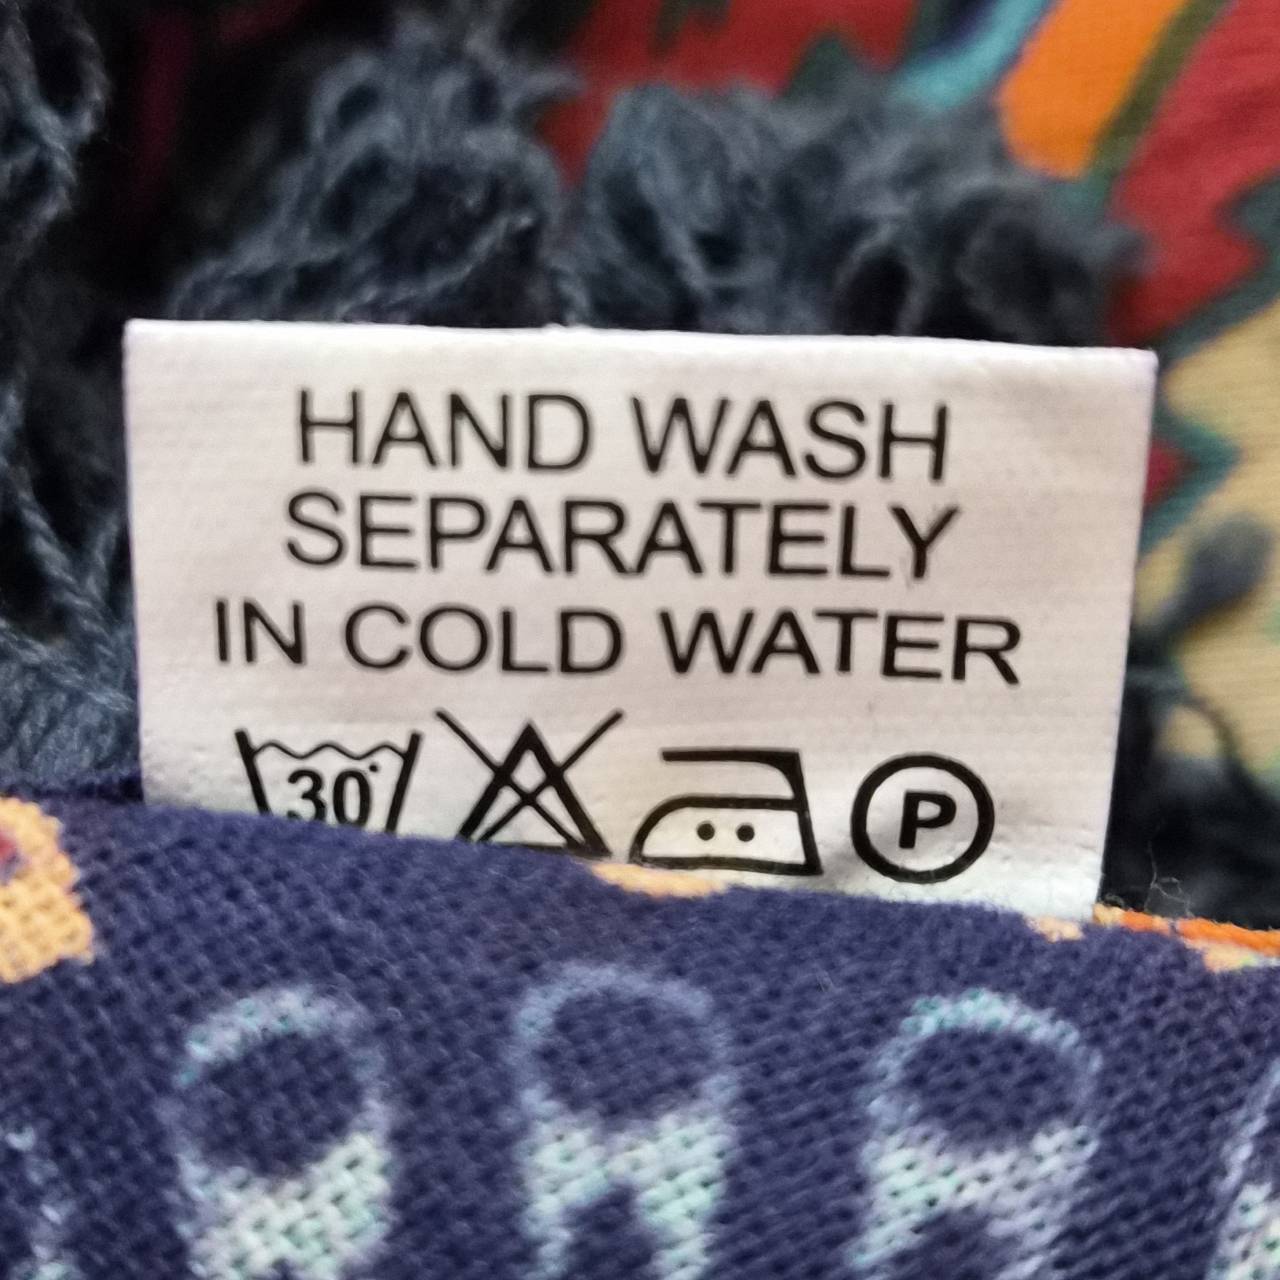 HAND WASH
SEPARATELY
IN COLD WATER
30° P